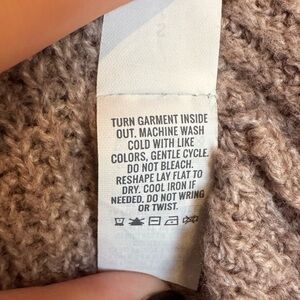 TURN GARMENT INSIDE
OUT. MACHINE WASH
COLD WITH LIKE
COLORS, GENTLE CYCLE.
DO NOT BLEACH.
RESHAPE LAY FLAT TO
DRY. COOL IRON IF
NEEDED. DO NOT WRING
OR TWIST.